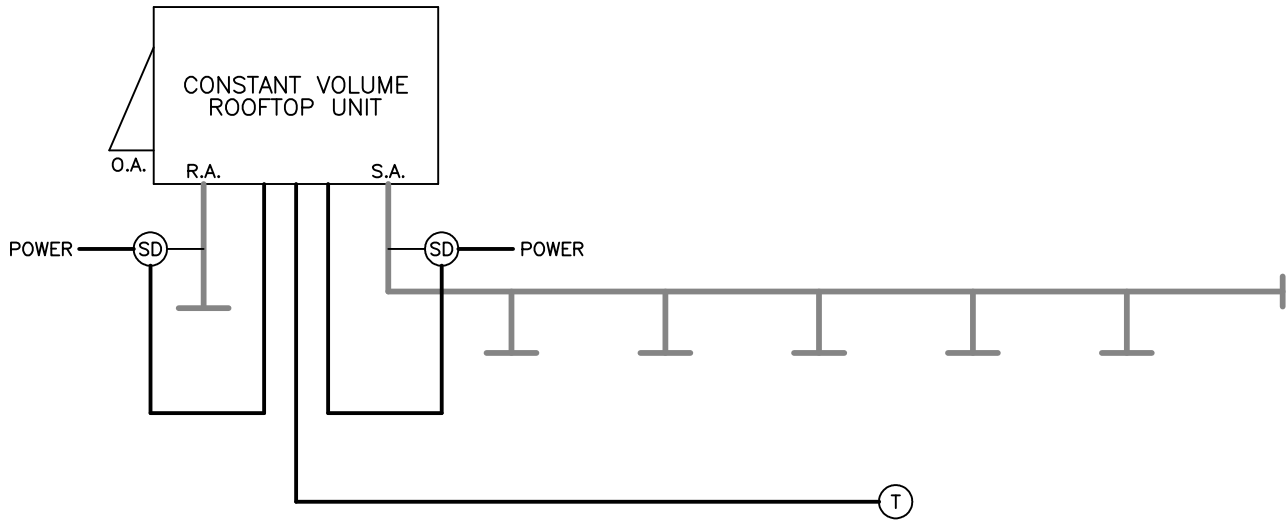 CONSTANT VOLUME
ROOFTOP UNIT
O.A.
R.A.
S.A.
POWER
SD
SD
POWER
T